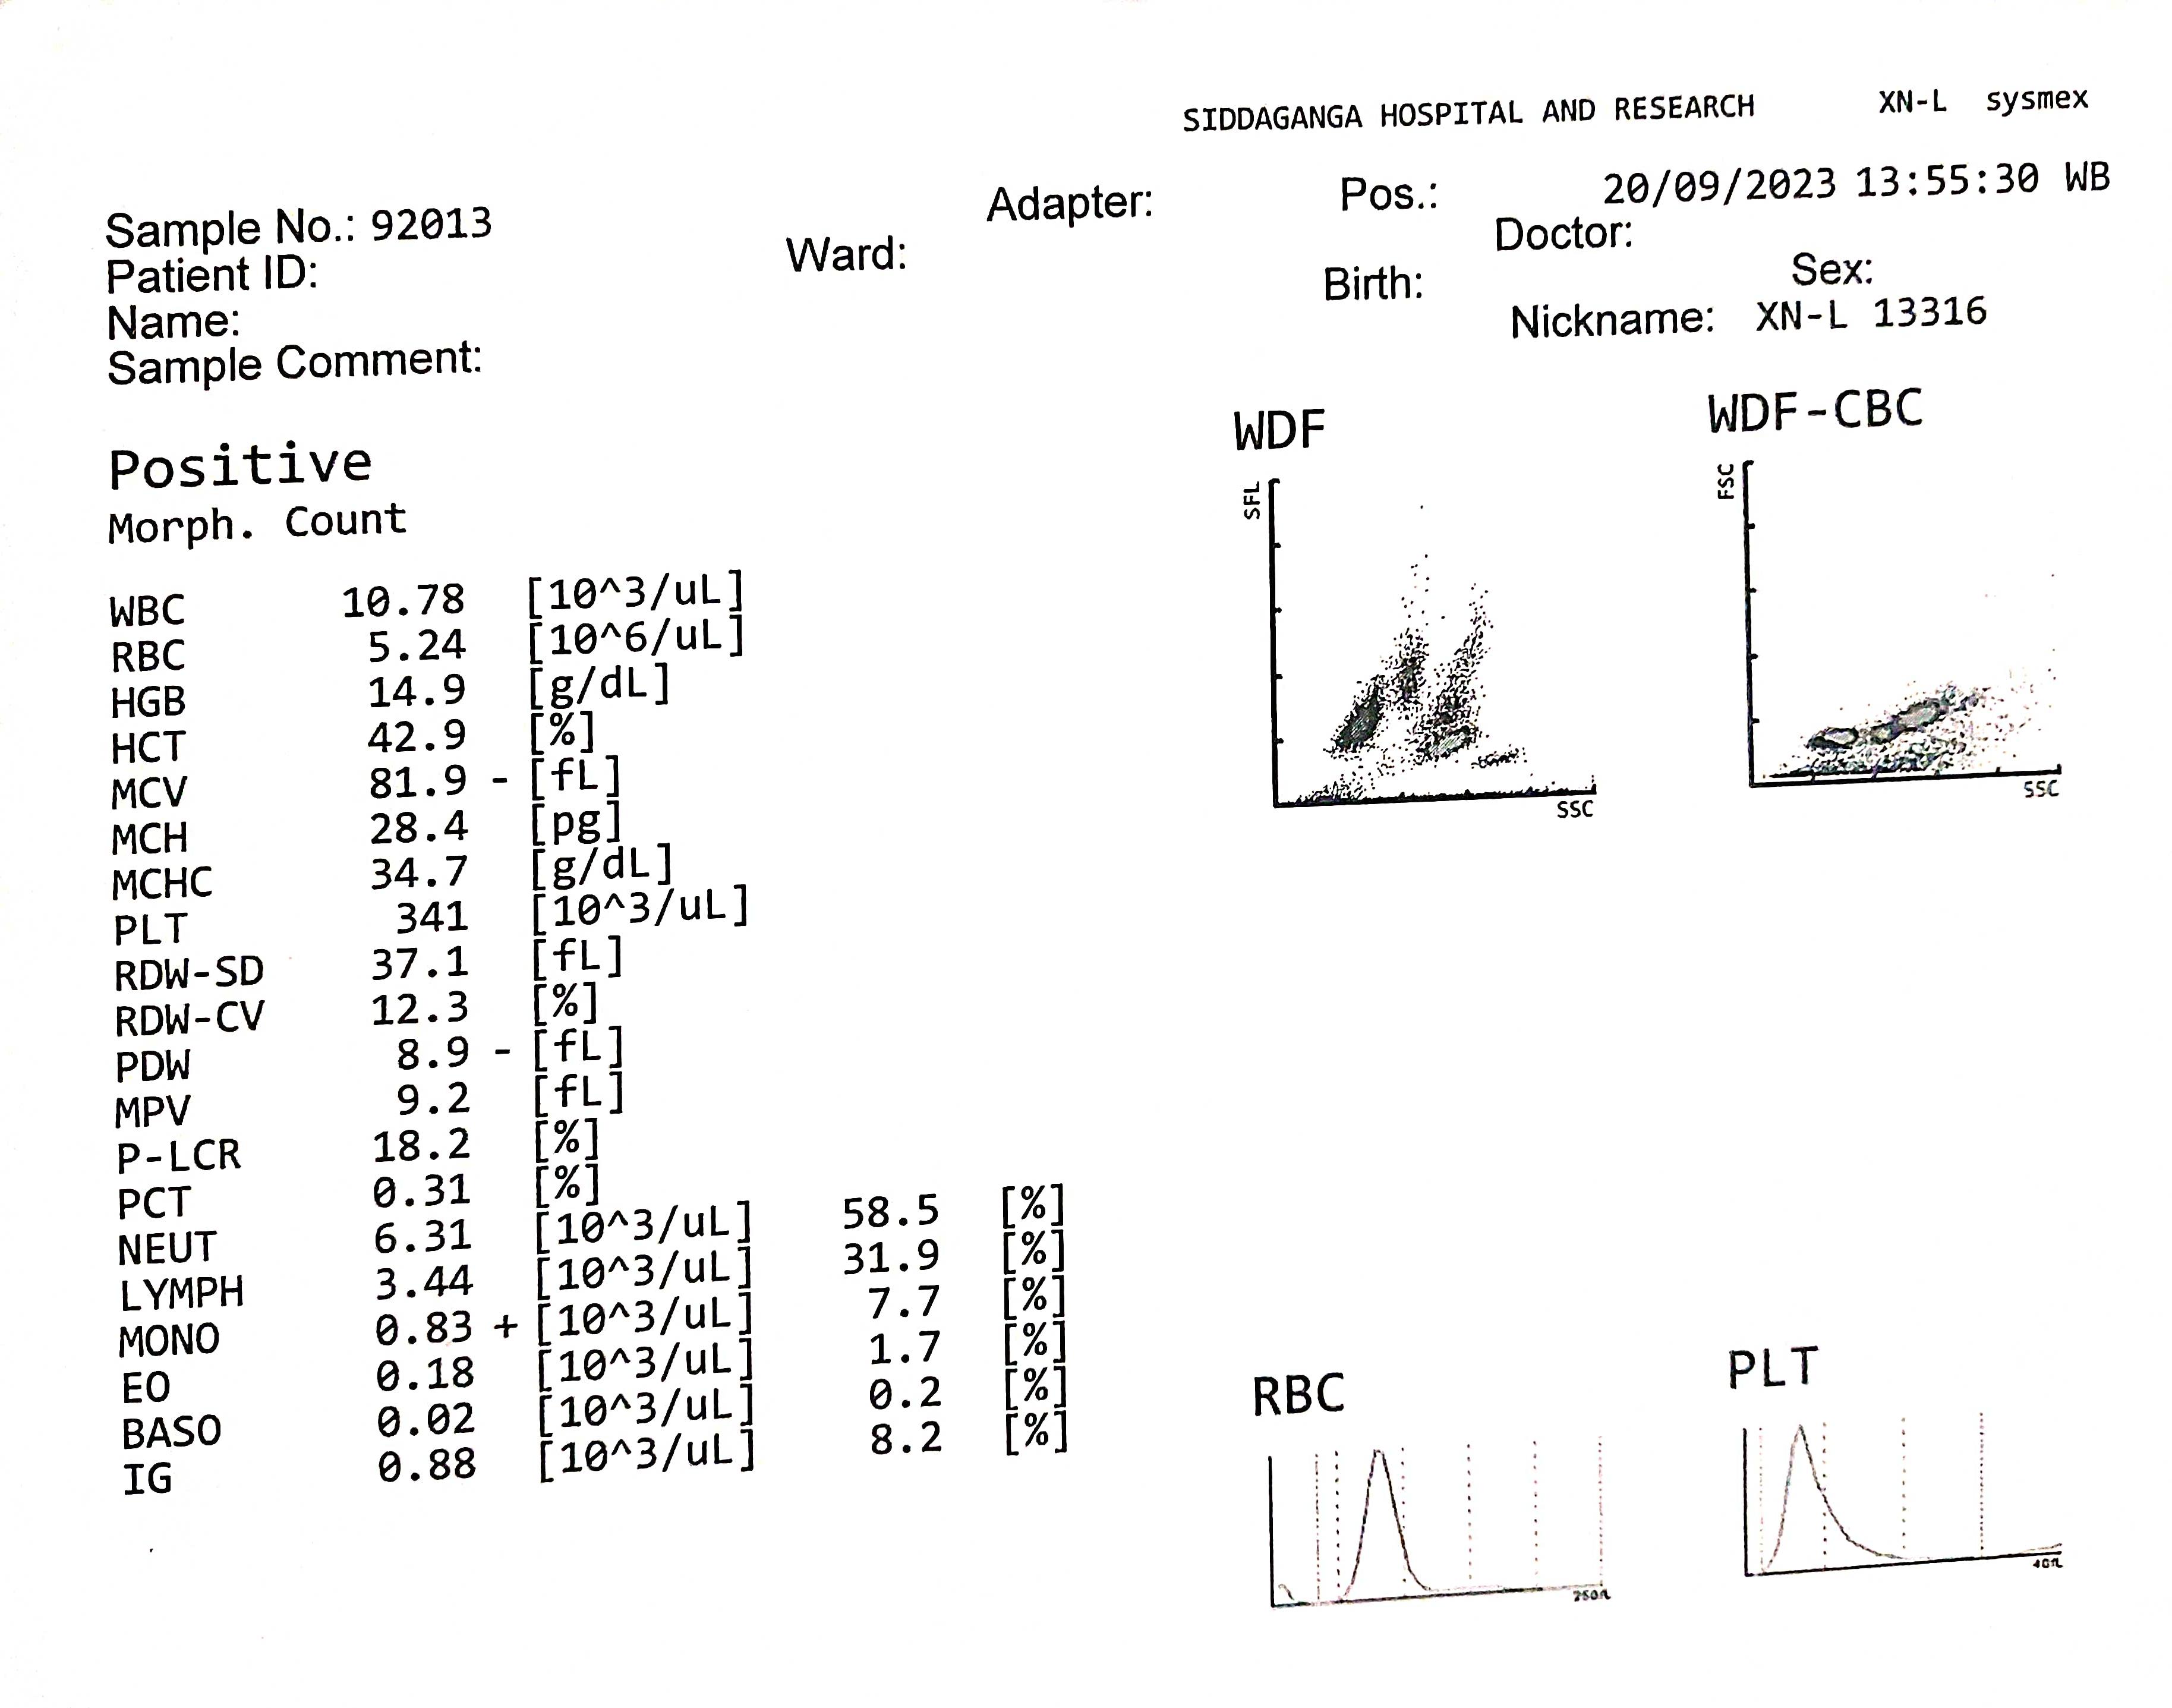 SIDDAGANGA HOSPITAL AND RESEARCH XN-L sysmex
Adapter: Pos.: 20/09/2023 13:55:30 WB
Sample No.: 92013
Ward: Doctor:
Patient ID:
Birth: Sex:
Name:
Nickname: XN-L 13316
Sample Comment:
Positive
Morph. Count
WDF
WDF-CBC
SFL
SSC
FSC
SSC
WBC 10.78 [10^3/uL]
RBC 5.24 [10^6/uL]
HGB 14.9 [g/dL]
HCT 42.9 [%]
MCV 81.9 - [fL]
MCH 28.4 [pg]
MCHC 34.7 [g/dL]
PLT 341 [10^3/uL]
RDW-SD 37.1 [fL]
RDW-CV 12.3 [%]
PDW 8.9 - [fL]
MPV 9.2 [fL]
P-LCR 18.2 [%]
PCT 0.31 [%]
NEUT 6.31 [10^3/uL] 58.5 [%]
LYMPH 3.44 [10^3/uL] 31.9 [%]
MONO 0.83 + [10^3/uL] 7.7 [%]
EO 0.18 [10^3/uL] 1.7 [%]
BASO 0.02 [10^3/uL] 0.2 [%]
IG 0.88 [10^3/uL] 8.2 [%]
RBC
250fL
PLT
40fL